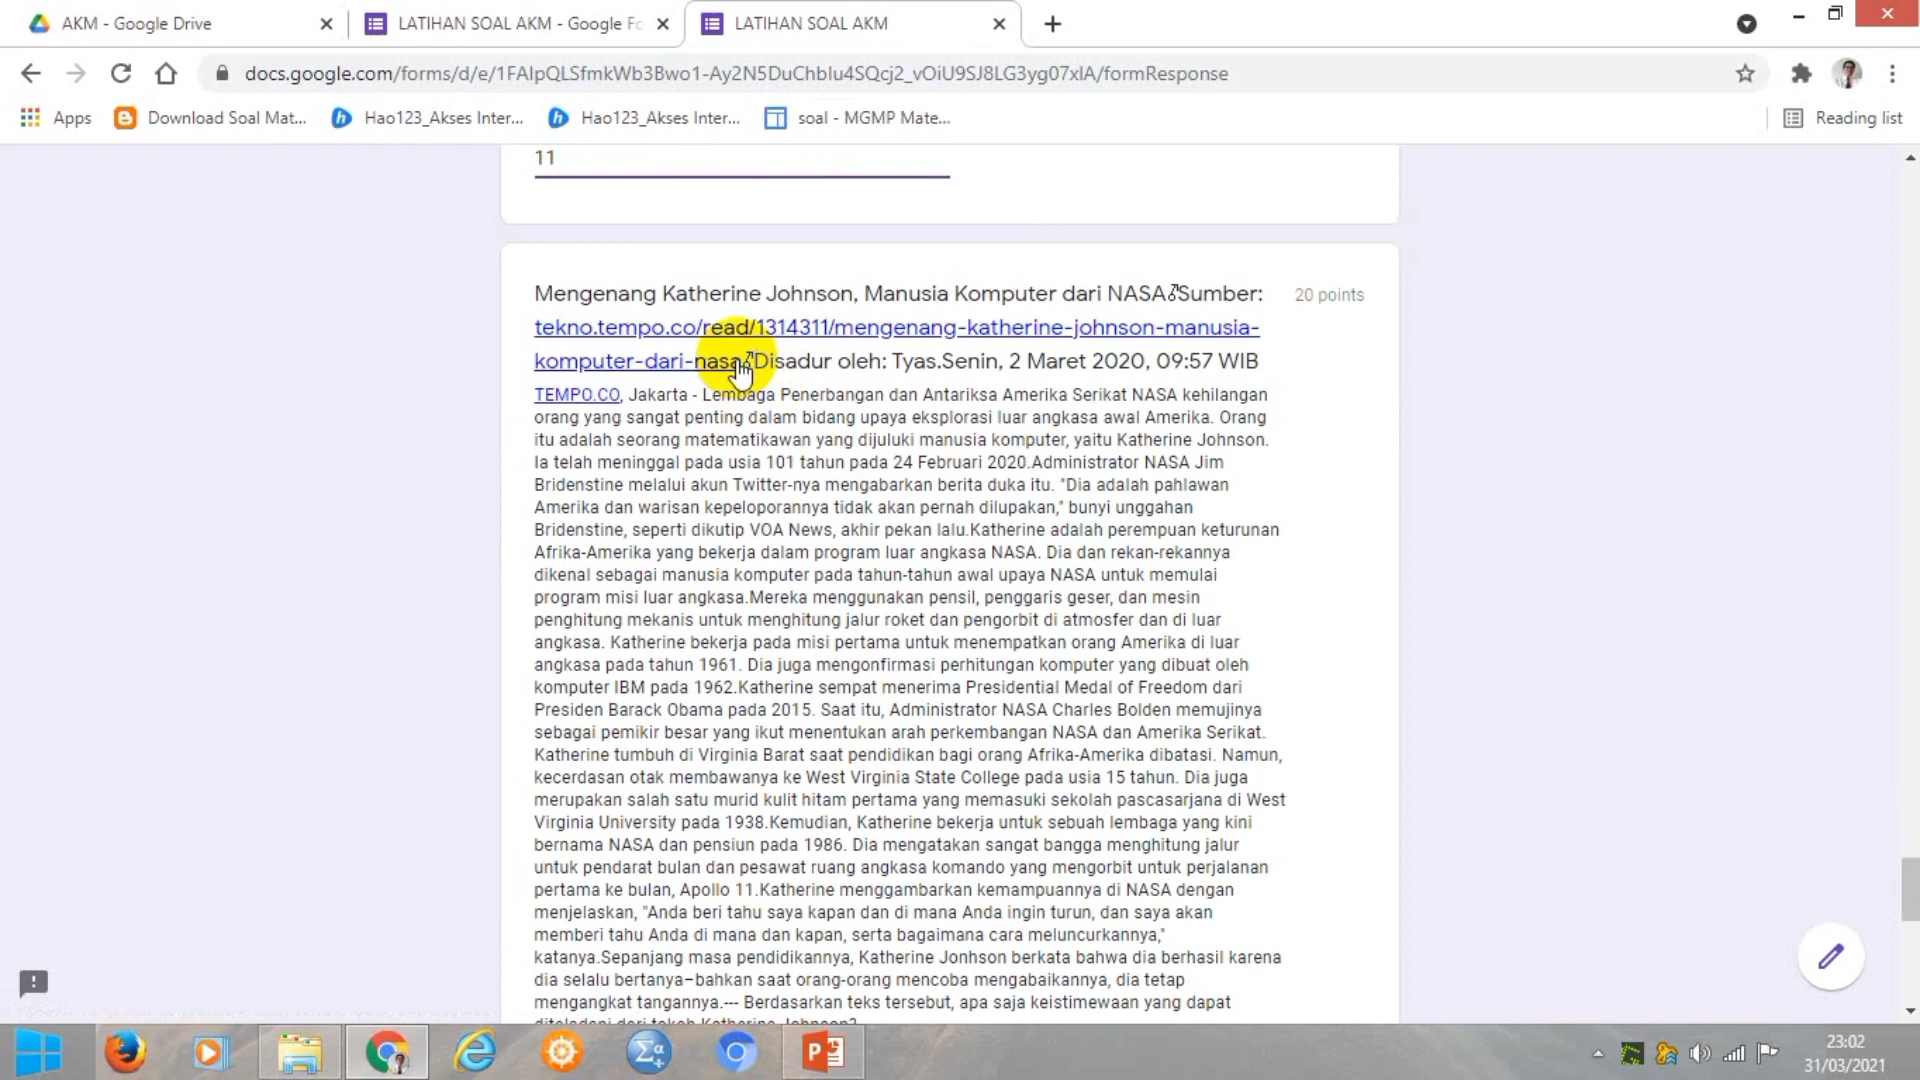 AKM - Google Drive
LATIHAN SOAL AKM - Google Fo
LATIHAN SOAL AKM
docs.google.com/forms/d/e/1FAIpQLSfmkWb3Bwo1-Ay2N5DuChbIu4SQcj2_vOiU9SJ8LG3yg07xIA/formResponse
Apps
Download Soal Mat...
Hao123_Akses Inter...
Hao123_Akses Inter...
soal - MGMP Mate...
Reading list
11
Mengenang Katherine Johnson, Manusia Komputer dari NASA Sumber:
20 points
tekno.tempo.co/read/1314311/mengenang-katherine-johnson-manusia-
komputer-dari-nasa Disadur oleh: Tyas.Senin, 2 Maret 2020, 09:57 WIB
TEMPO.CO, Jakarta - Lembaga Penerbangan dan Antariksa Amerika Serikat NASA kehilangan
orang yang sangat penting dalam bidang upaya eksplorasi luar angkasa awal Amerika. Orang
itu adalah seorang matematikawan yang dijuluki manusia komputer, yaitu Katherine Johnson.
Ia telah meninggal pada usia 101 tahun pada 24 Februari 2020.Administrator NASA Jim
Bridenstine melalui akun Twitter-nya mengabarkan berita duka itu. "Dia adalah pahlawan
Amerika dan warisan kepeloporannya tidak akan pernah dilupakan," bunyi unggahan
Bridenstine, seperti dikutip VOA News, akhir pekan lalu.Katherine adalah perempuan keturunan
Afrika-Amerika yang bekerja dalam program luar angkasa NASA. Dia dan rekan-rekannya
dikenal sebagai manusia komputer pada tahun-tahun awal upaya NASA untuk memulai
program misi luar angkasa.Mereka menggunakan pensil, penggaris geser, dan mesin
penghitung mekanis untuk menghitung jalur roket dan pengorbit di atmosfer dan di luar
angkasa. Katherine bekerja pada misi pertama untuk menempatkan orang Amerika di luar
angkasa pada tahun 1961. Dia juga mengonfirmasi perhitungan komputer yang dibuat oleh
komputer IBM pada 1962.Katherine sempat menerima Presidential Medal of Freedom dari
Presiden Barack Obama pada 2015. Saat itu, Administrator NASA Charles Bolden memujinya
sebagai pemikir besar yang ikut menentukan arah perkembangan NASA dan Amerika Serikat.
Katherine tumbuh di Virginia Barat saat pendidikan bagi orang Afrika-Amerika dibatasi. Namun,
kecerdasan otak membawanya ke West Virginia State College pada usia 15 tahun. Dia juga
merupakan salah satu murid kulit hitam pertama yang memasuki sekolah pascasarjana di West
Virginia University pada 1938.Kemudian, Katherine bekerja untuk sebuah lembaga yang kini
bernama NASA dan pensiun pada 1986. Dia mengatakan sangat bangga menghitung jalur
untuk pendarat bulan dan pesawat ruang angkasa komando yang mengorbit untuk perjalanan
pertama ke bulan, Apollo 11.Katherine menggambarkan kemampuannya di NASA dengan
menjelaskan, "Anda beri tahu saya kapan dan di mana Anda ingin turun, dan saya akan
memberi tahu Anda di mana dan kapan, serta bagaimana cara meluncurkannya,"
katanya.Sepanjang masa pendidikannya, Katherine Jonhson berkata bahwa dia berhasil karena
dia selalu bertanya–bahkan saat orang-orang mencoba mengabaikannya, dia tetap
mengangkat tangannya.--- Berdasarkan teks tersebut, apa saja keistimewaan yang dapat
23:02
31/03/2021